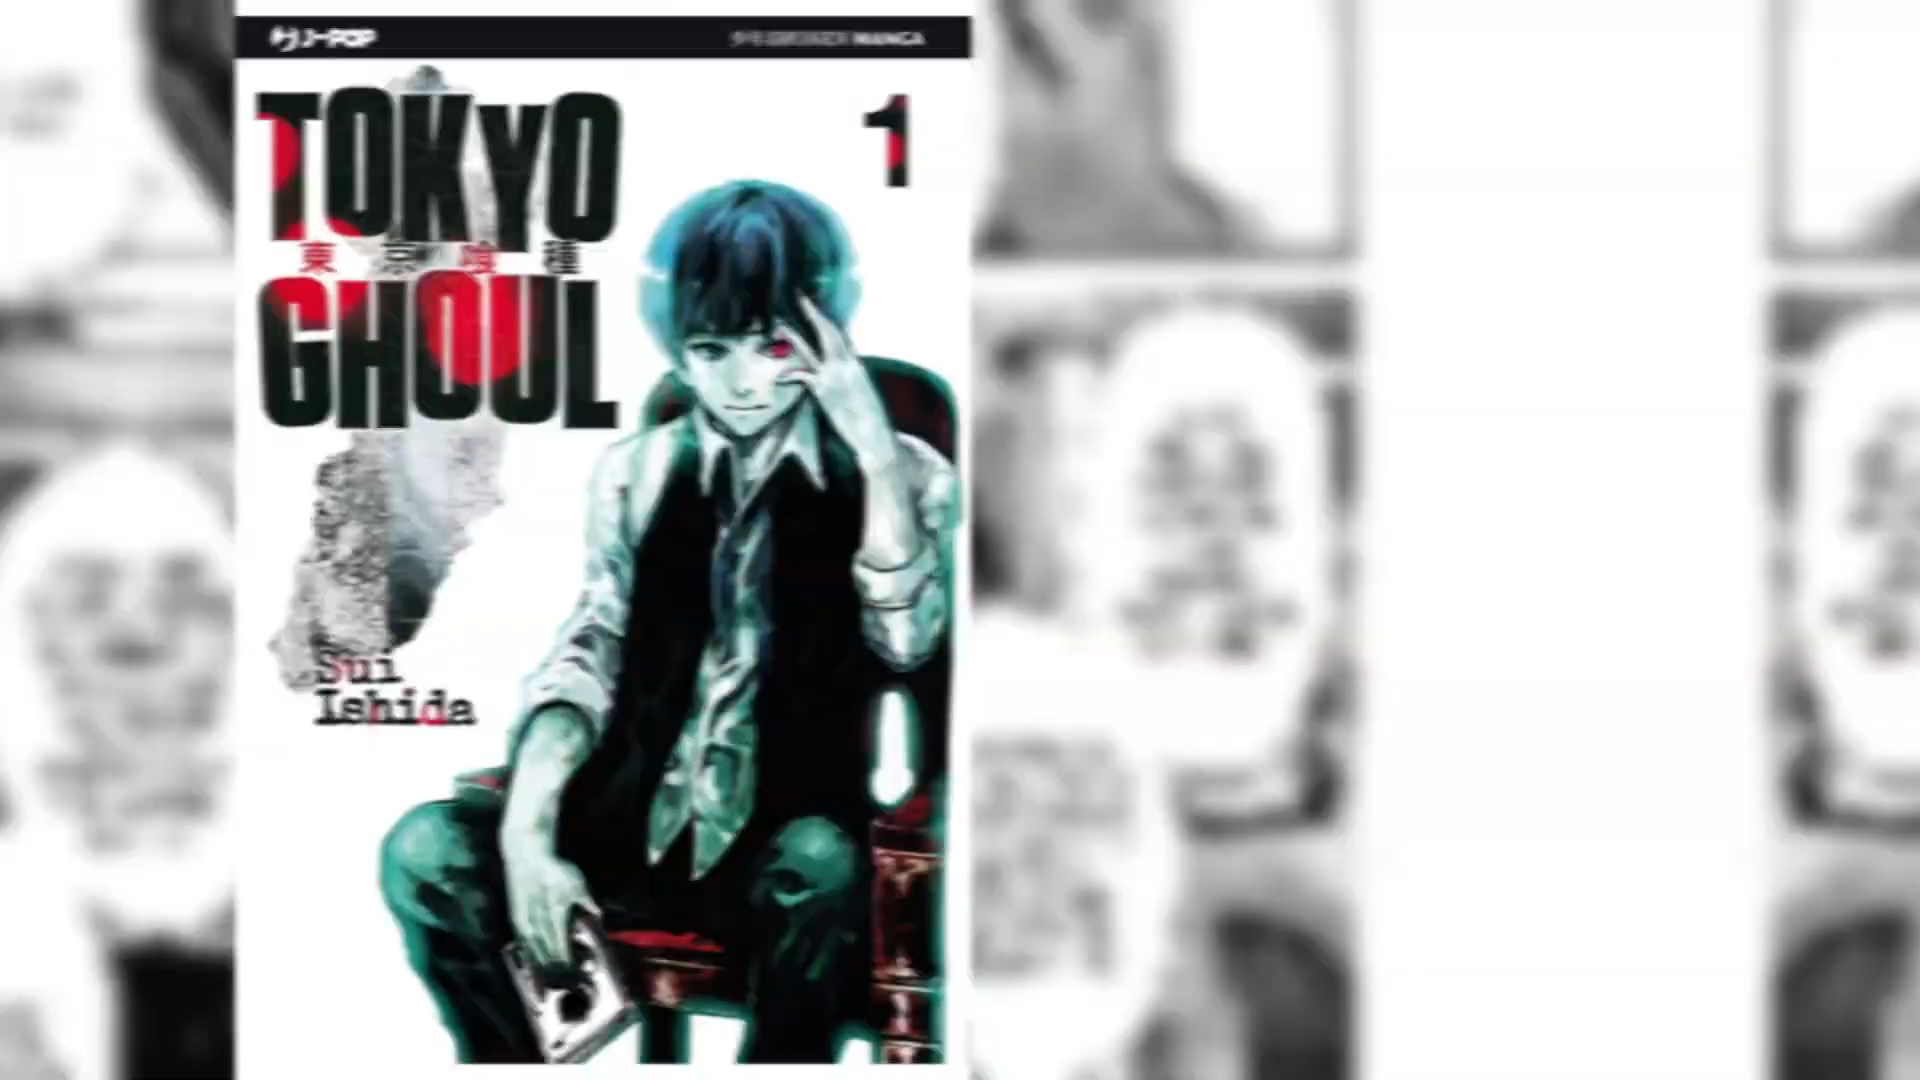 J-POP
MANGA
1
TOKYO
東京喰種
GHOUL
Sui
Ishida